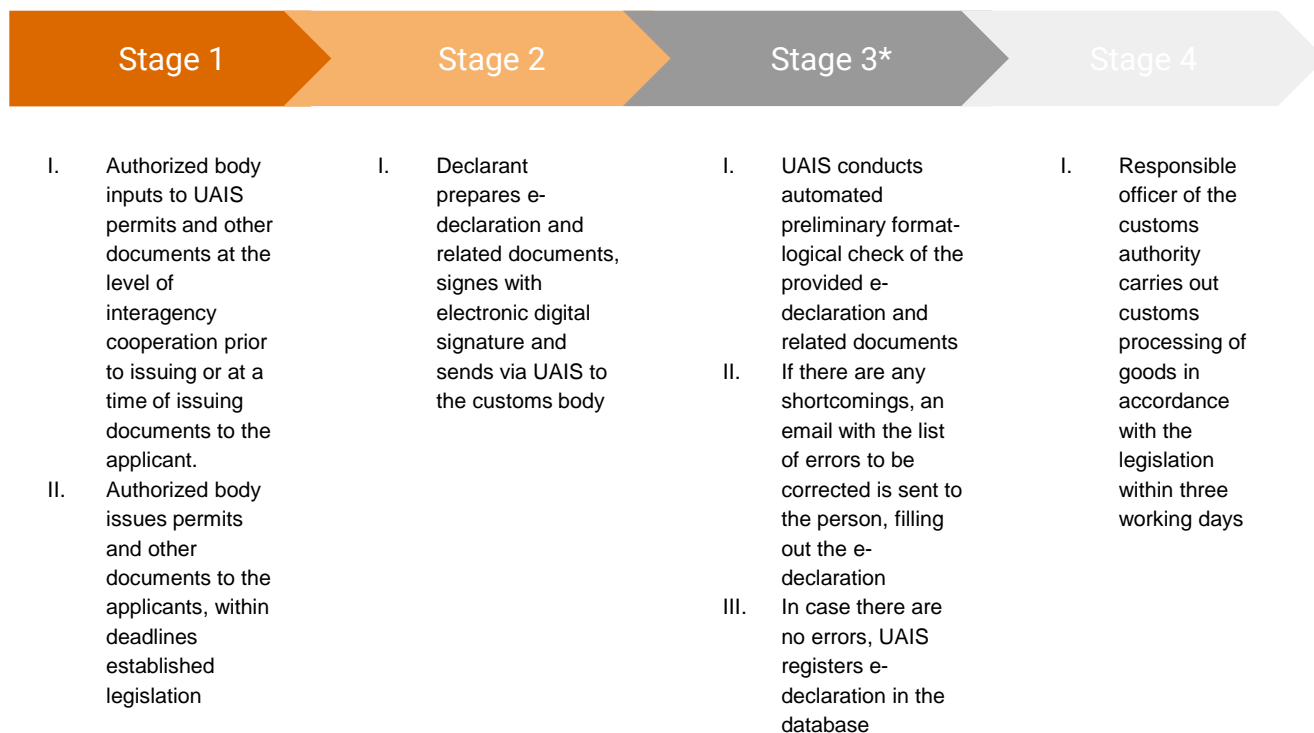 Stage 1
Stage 2
Stage 3*
Stage 4
I. Authorized body
inputs to UAIS
permits and other
documents at the
level of
interagency
cooperation prior
to issuing or at a
time of issuing
documents to the
applicant.
II. Authorized body
issues permits
and other
documents to the
applicants, within
deadlines
established
legislation
I. Declarant
prepares e-
declaration and
related documents,
signes with
electronic digital
signature and
sends via UAIS to
the customs body
I. UAIS conducts
automated
preliminary format-
logical check of the
provided e-
declaration and
related documents
II. If there are any
shortcomings, an
email with the list
of errors to be
corrected is sent to
the person, filling
out the e-
declaration
III. In case there are
no errors, UAIS
registers e-
declaration in the
database
I. Responsible
officer of the
customs
authority
carries out
customs
processing of
goods in
accordance
with the
legislation
within three
working days